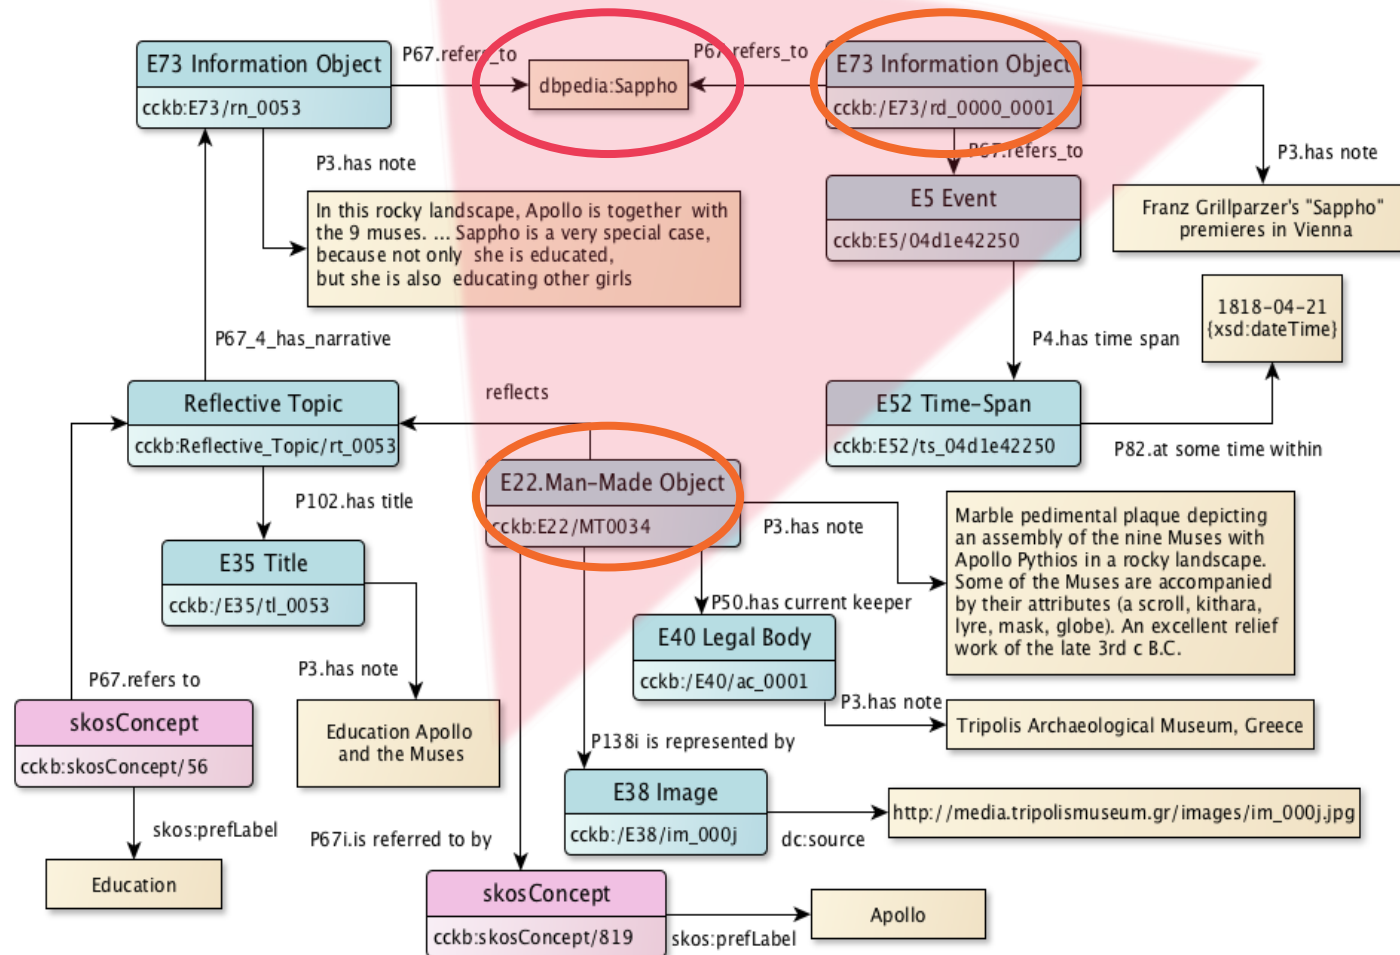 P67.refers_to
P67.refers_to
E73 Information Object
cckb:E73/rn_0053
dbpedia:Sappho
E73 Information Object
cckb:/E73/rd_0000_0001
P67.refers_to
P3.has note
P3.has note
E5 Event
cckb:E5/04d1e42250
Franz Grillparzer's "Sappho"
premieres in Vienna
In this rocky landscape, Apollo is together with
the 9 muses. ... Sappho is a very special case,
because not only she is educated,
but she is also educating other girls
1818-04-21
{xsd:dateTime}
P67_4_has_narrative
P4.has time span
reflects
Reflective Topic
cckb:Reflective_Topic/rt_0053
E52 Time-Span
cckb:E52/ts_04d1e42250
P82.at some time within
E22.Man-Made Object
cckb:E22/MT0034
P102.has title
P3.has note
Marble pedimental plaque depicting
an assembly of the nine Muses with
Apollo Pythios in a rocky landscape.
Some of the Muses are accompanied
by their attributes (a scroll, kithara,
lyre, mask, globe). An excellent relief
work of the late 3rd c B.C.
E35 Title
cckb:/E35/tl_0053
P50.has current keeper
E40 Legal Body
cckb:/E40/ac_0001
P3.has note
P67.refers to
P3.has note
skosConcept
cckb:skosConcept/56
Education Apollo
and the Muses
Tripolis Archaeological Museum, Greece
P138i is represented by
E38 Image
cckb:/E38/im_000j
http://media.tripolismuseum.gr/images/im_000j.jpg
dc:source
skos:prefLabel
P67i.is referred to by
Education
skosConcept
cckb:skosConcept/819
Apollo
skos:prefLabel